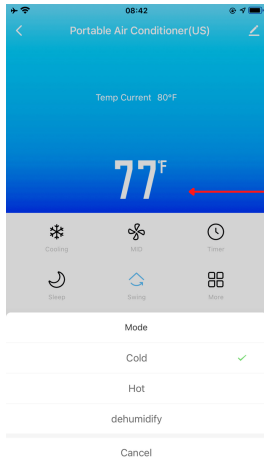 08:42
Portable Air Conditioner(US)
Temp Current 80°F
77°F
Cooling MID Timer
Sleep Swing More
Mode
Cold
Hot
dehumidify
Cancel